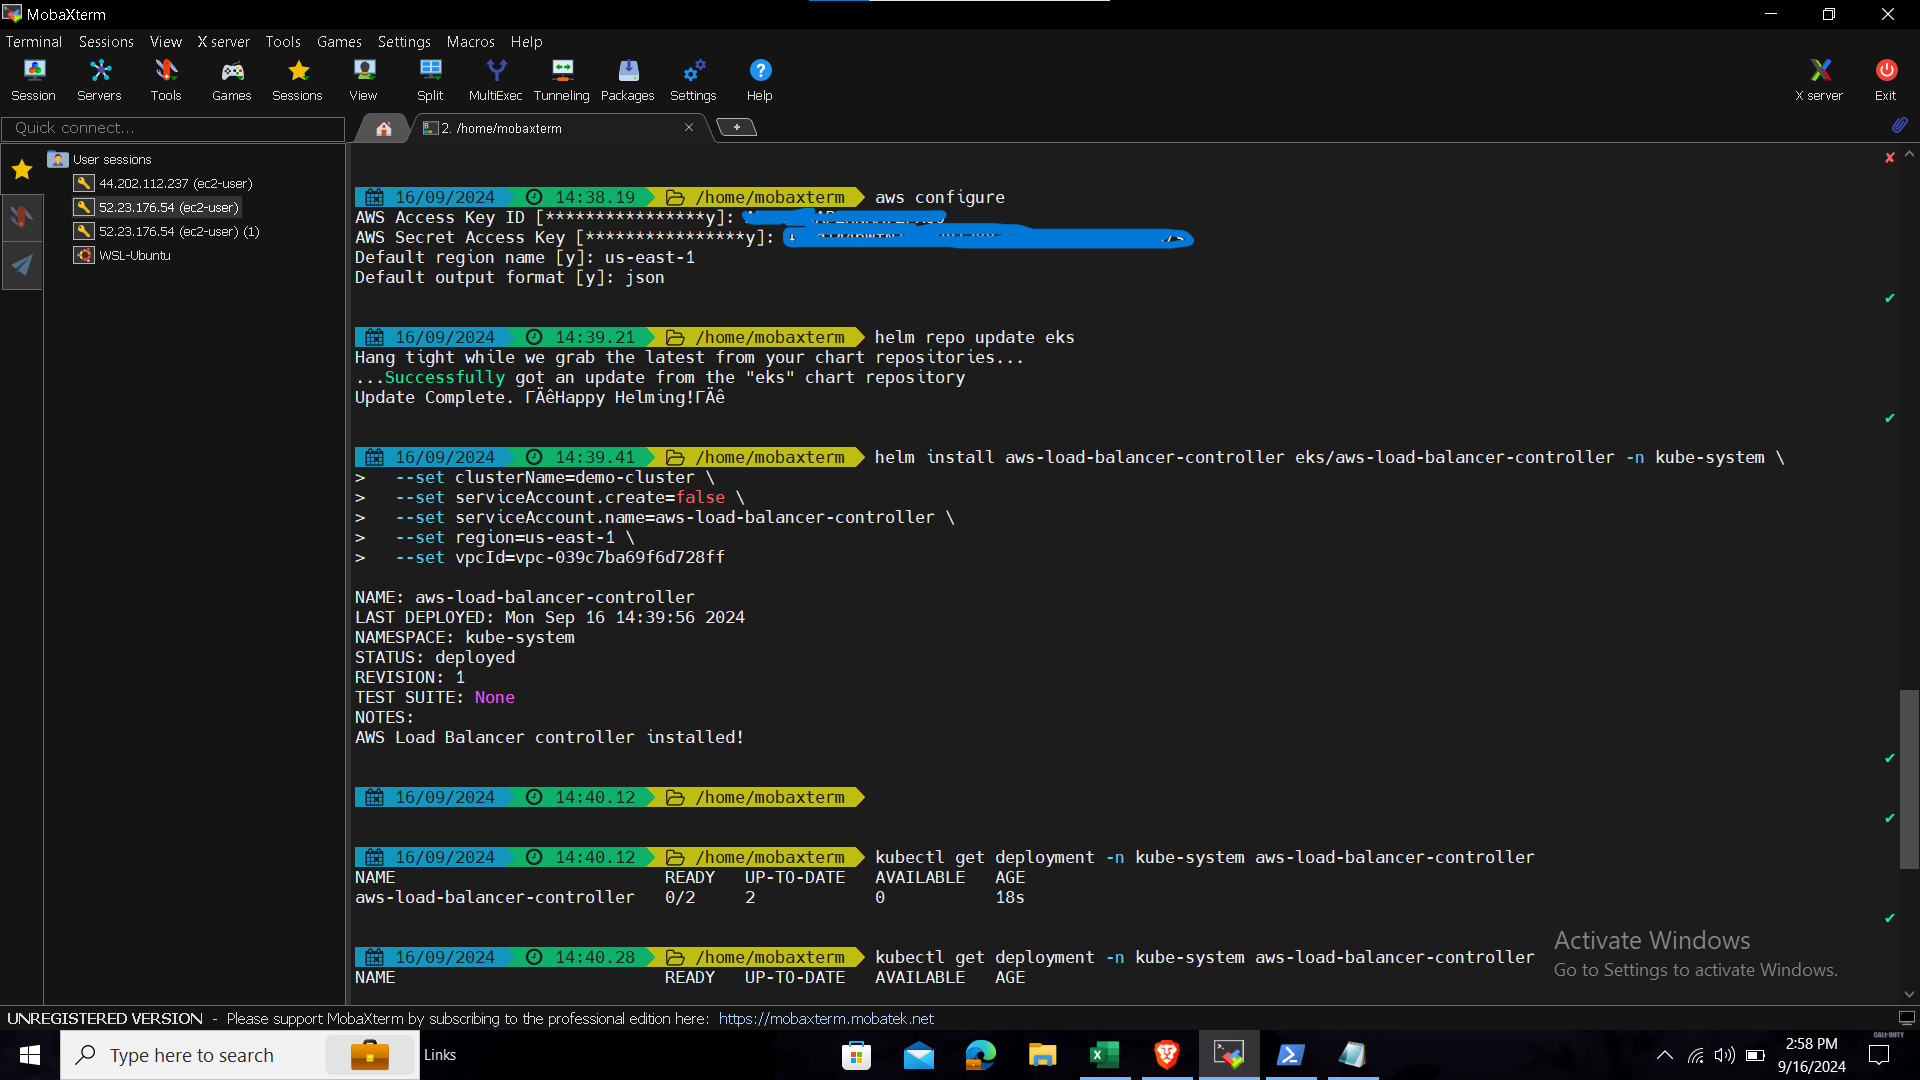 MobaXterm
Terminal Sessions View X server Tools Games Settings Macros Help
Session Servers Tools Games Sessions View Split MultiExec Tunneling Packages Settings Help X server Exit
Quick connect...
2. /home/mobaxterm
User sessions
44.202.112.237 (ec2-user)
52.23.176.54 (ec2-user)
52.23.176.54 (ec2-user) (1)
WSL-Ubuntu
16/09/2024 14:38.19 /home/mobaxterm aws configure
AWS Access Key ID [****************y]:
AWS Secret Access Key [****************y]:
Default region name [y]: us-east-1
Default output format [y]: json
16/09/2024 14:39.21 /home/mobaxterm helm repo update eks
Hang tight while we grab the latest from your chart repositories...
...Successfully got an update from the "eks" chart repository
Update Complete. ΓÄêHappy Helming!ΓÄê
16/09/2024 14:39.41 /home/mobaxterm helm install aws-load-balancer-controller eks/aws-load-balancer-controller -n kube-system \
> --set clusterName=demo-cluster \
> --set serviceAccount.create=false \
> --set serviceAccount.name=aws-load-balancer-controller \
> --set region=us-east-1 \
> --set vpcId=vpc-039c7ba69f6d728ff
NAME: aws-load-balancer-controller
LAST DEPLOYED: Mon Sep 16 14:39:56 2024
NAMESPACE: kube-system
STATUS: deployed
REVISION: 1
TEST SUITE: None
NOTES:
AWS Load Balancer controller installed!
16/09/2024 14:40.12 /home/mobaxterm
16/09/2024 14:40.12 /home/mobaxterm kubectl get deployment -n kube-system aws-load-balancer-controller
NAME READY UP-TO-DATE AVAILABLE AGE
aws-load-balancer-controller 0/2 2 0 18s
16/09/2024 14:40.28 /home/mobaxterm kubectl get deployment -n kube-system aws-load-balancer-controller
NAME READY UP-TO-DATE AVAILABLE AGE
Activate Windows
Go to Settings to activate Windows.
UNREGISTERED VERSION - Please support MobaXterm by subscribing to the professional edition here: https://mobaxterm.mobatek.net
Type here to search
Links
2:58 PM
9/16/2024